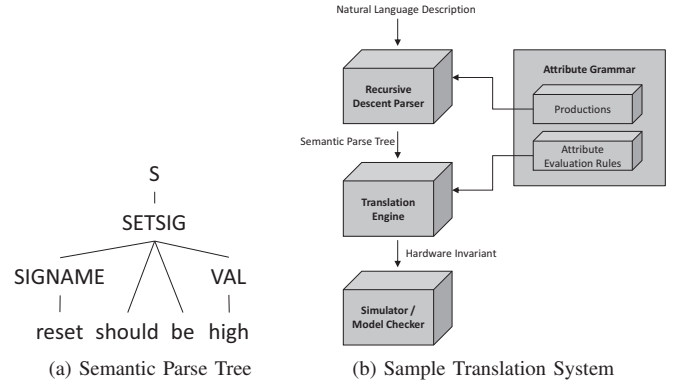 S
SETSIG
SIGNAME VAL
reset should be high
(a) Semantic Parse Tree
Natural Language Description
Recursive
Descent Parser
Attribute Grammar
Productions
Attribute
Evaluation Rules
Semantic Parse Tree
Translation
Engine
Hardware Invariant
Simulator /
Model Checker
(b) Sample Translation System